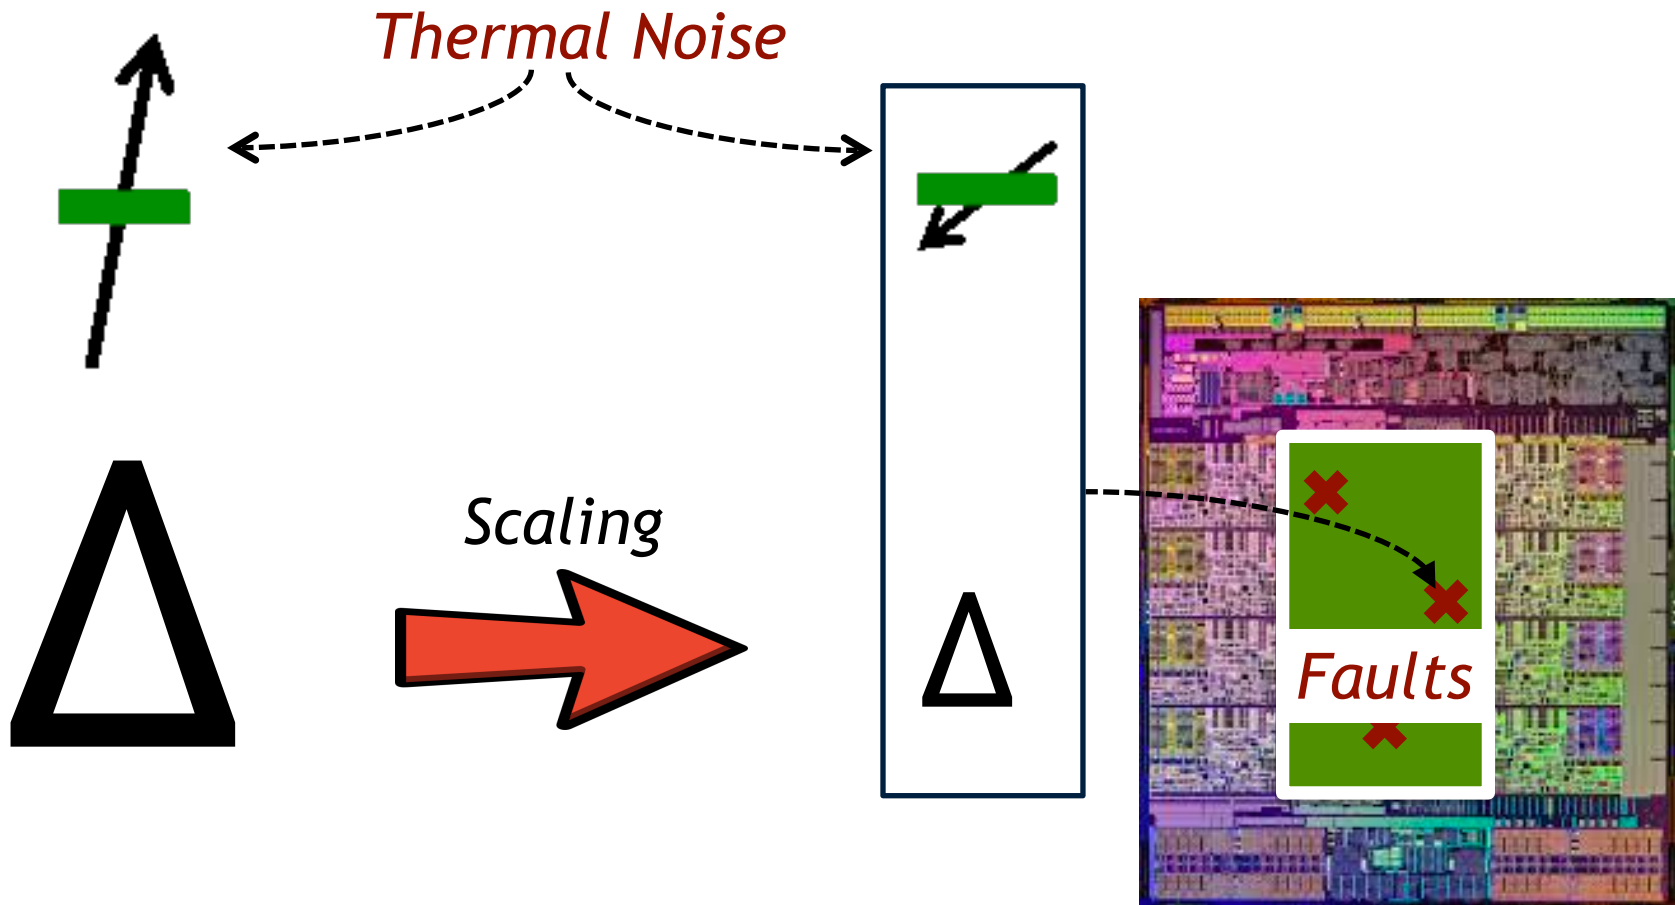 Thermal Noise
Scaling
Δ
Δ
Faults